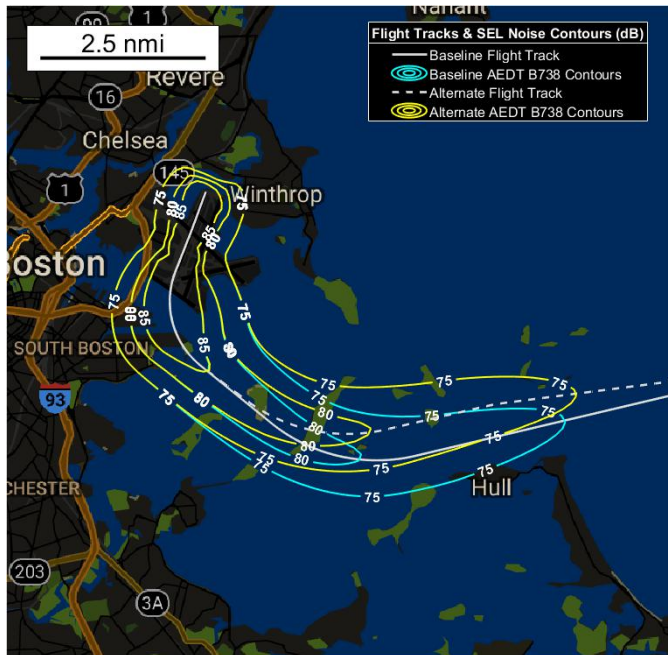 99
1
Nahant
2.5 nmi
Flight Tracks & SEL Noise Contours (dB)
Baseline Flight Track
Baseline AEDT B738 Contours
Alternate Flight Track
Alternate AEDT B738 Contours
Revere
16
Chelsea
145
1
Winthrop
75
75
80
85
85
80
Boston
75
80
75
SOUTH BOSTON
85
80
85
75
75
75
93
80
80
75
75
80
80
75
75
80
75
75
75
75
75
Hull
CHESTER
203
3A